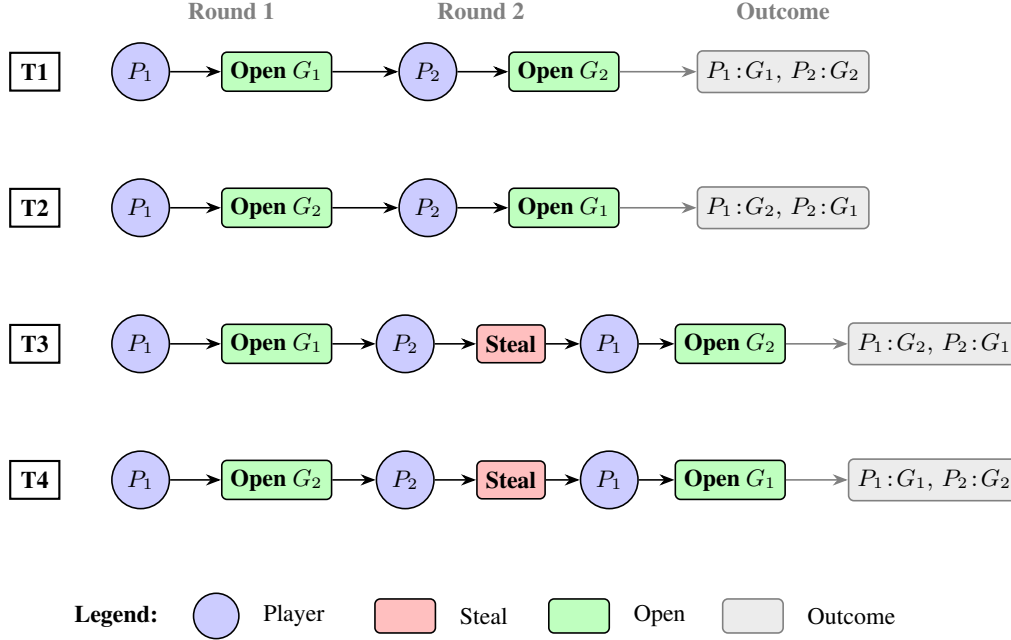 Round 1 Round 2 Outcome
T1 P₁ Open G₁ P₂ Open G₂ P₁:G₁, P₂:G₂
T2 P₁ Open G₂ P₂ Open G₁ P₁:G₂, P₂:G₁
T3 P₁ Open G₁ P₂ Steal P₁ Open G₂ P₁:G₂, P₂:G₁
T4 P₁ Open G₂ P₂ Steal P₁ Open G₁ P₁:G₁, P₂:G₂
Legend: Player Steal Open Outcome